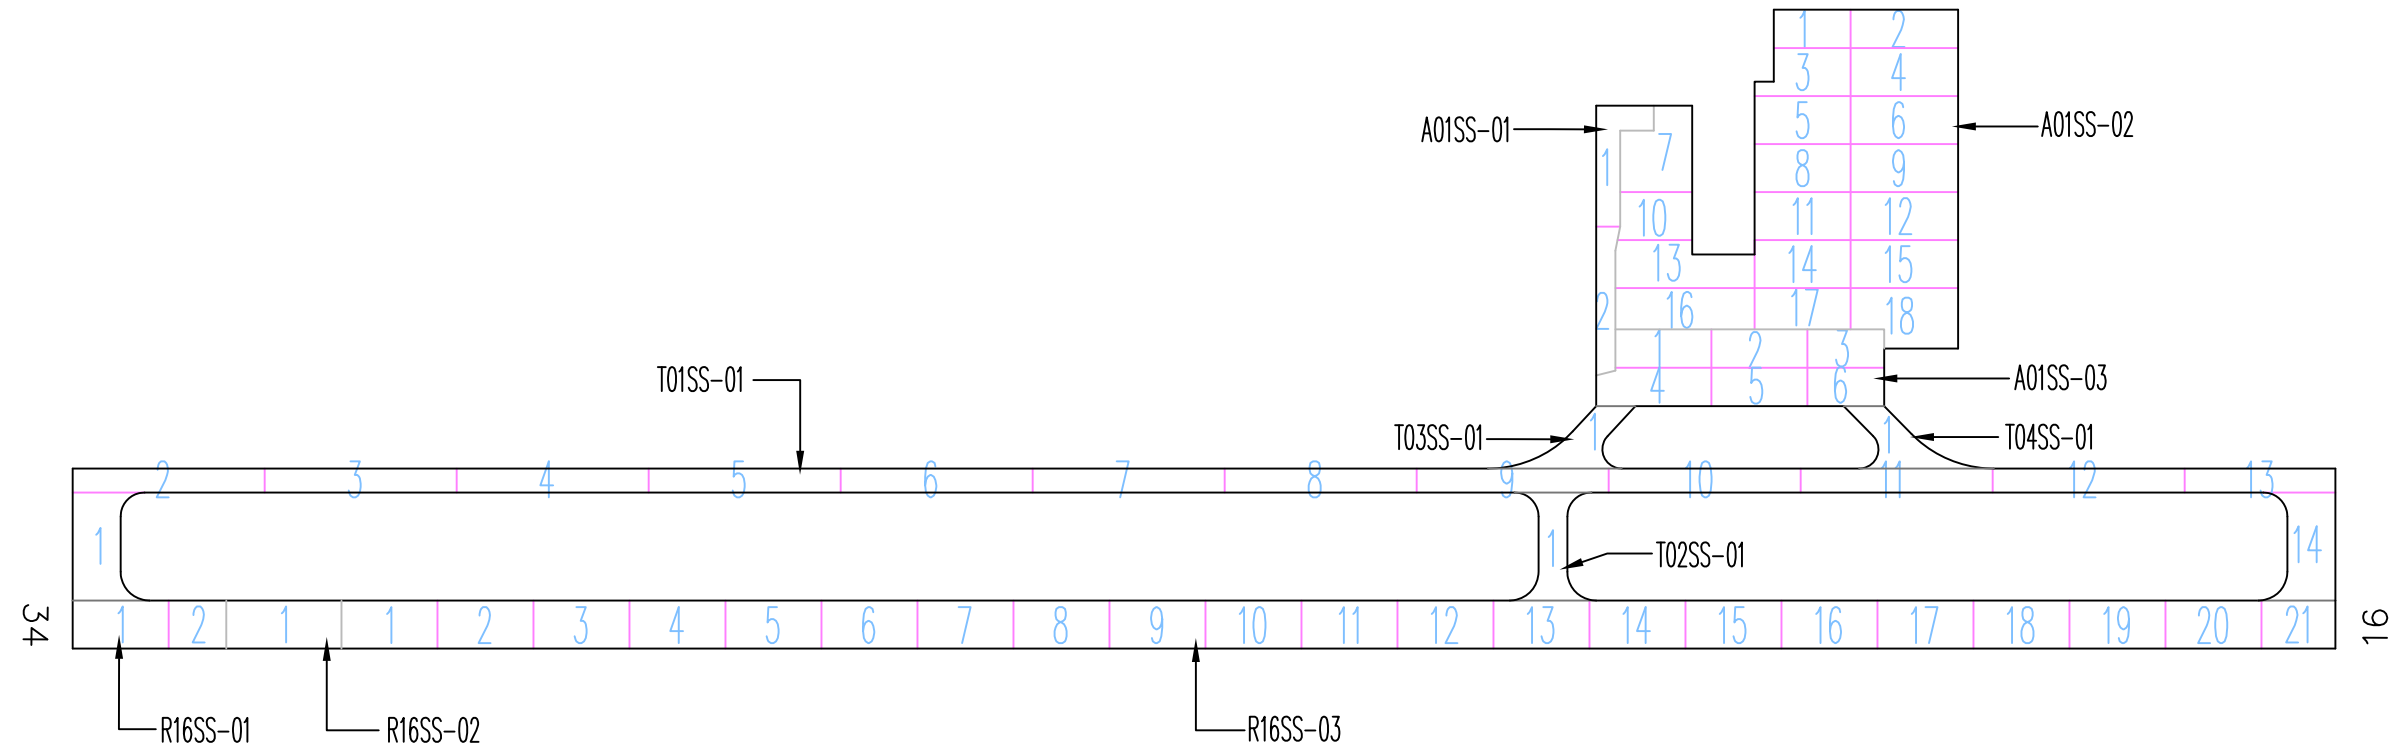 1 2
3 4
A01SS-01 5 6 A01SS-02
1 7 8 9
10 11 12
13 14 15
2 16 17 18
1 2 3
T01SS-01 4 5 6 A01SS-03
T03SS-01 1 1 T04SS-01
2 3 4 5 6 7 8 9 10 11 12 13
1 1 T02SS-01 14
34 1 2 1 1 2 3 4 5 6 7 8 9 10 11 12 13 14 15 16 17 18 19 20 21 16
R16SS-01 R16SS-02 R16SS-03